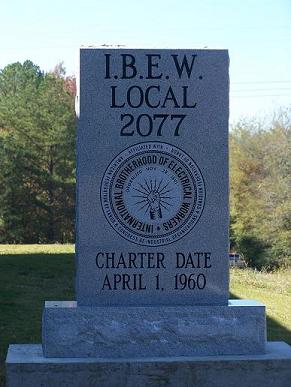 I.B.E.W.
LOCAL
2077
INTERNATIONAL BROTHERHOOD OF ELECTRICAL WORKERS
CHARTER DATE
APRIL 1, 1960